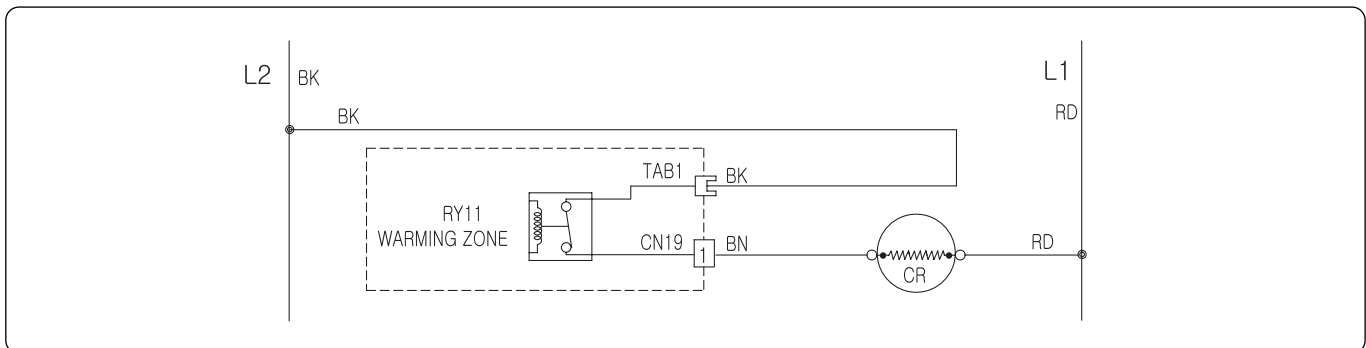 L2 BK
L1
RD
BK
TAB1 BK
RY11
WARMING ZONE
CN19 1 BN
RD
CR